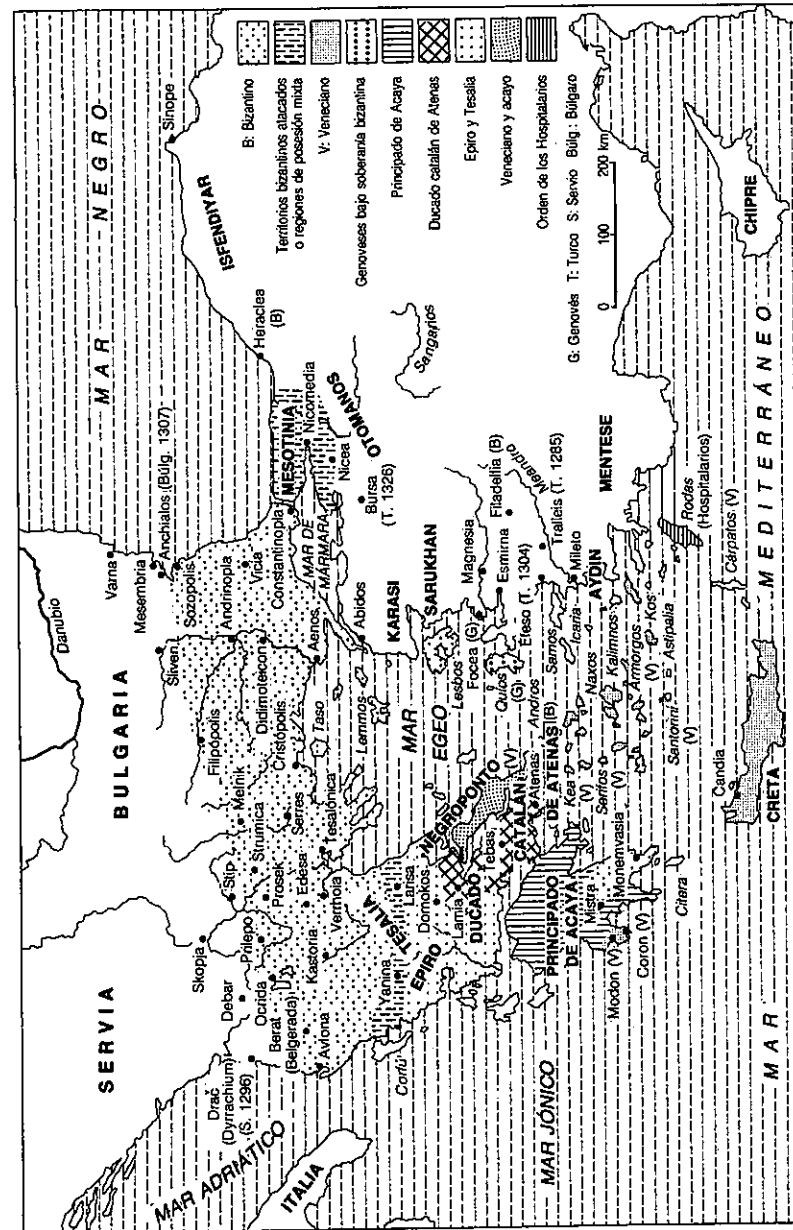 MAR NEGRO
Sinope
ISFENDIYAR
Heraclea
(B)
Danubio
Varna
Mesembria
Anchialos (Búlg. 1307)
Sozopolis
BULGARIA
Sliven
Andrinopla
Vicia
Filipópolis
Didimoteicon
Constantinopla
MESOTINIA
Nicomedia
Nicea
OTOMANOS
Sangarios
Bursa
(T. 1326)
MAR DE
MÁRMARA
Melnik
Cristópolis
Aenos
Abidos
Strumica
Stip
Serres
Taso
Lemmos
KARASI
SERVIA
Skopja
Prilepo
Prosek
Edesa
Tesalónica
Debar
Ocrida
Kastoria
Verrhoia
Berat
(Belgerada)
Drač
(Dyrrachium)
(S. 1296)
Avlona
MAR ADRIÁTICO
ITALIA
Corfú
Yanina
TESALIA
EPIRO
Larisa
Domokos
Lamia
MAR
EGEO
Lesbos
SARUKHAN
Magnesia
Focea (G)
Esmirna
Filadelfia (B)
Quíos
(G)
Meandro
Efeso (T. 1304)
Tralleis (T. 1285)
NEGROPONTO
(V)
Tebas
DUCADO
CATALÁN
DE ATENAS
Atenas
Andros
(B)
Samos
Icaria
Mileto
AYDIN
MENTESE
PRINCIPADO
DE ACAYA
Kea
(V)
Serifos
Naxos
(V)
Kalimnos
Armorgos
(V)
Kos
Astipalia
Santorini
(V)
Mistra
Monemvasia
Modon (V)
Coron (V)
Citera
MAR JÓNICO
Rodas
(Hospitalarios)
Cárpatos (V)
Candia
CRETA
CHIPRE
MAR MEDITERRÁNEO
B: Bizantino
Territorios bizantinos atacados
o regiones de posesión mixta
V: Veneciano
Genoveses bajo soberanía bizantina
Principado de Acaya
Ducado catalán de Atenas
Epiro y Tesalia
Veneciano y acayo
Orden de los Hospitalarios
G: Genovés T: Turco S: Servio Búlg.: Búlgaro
0 100 200 km